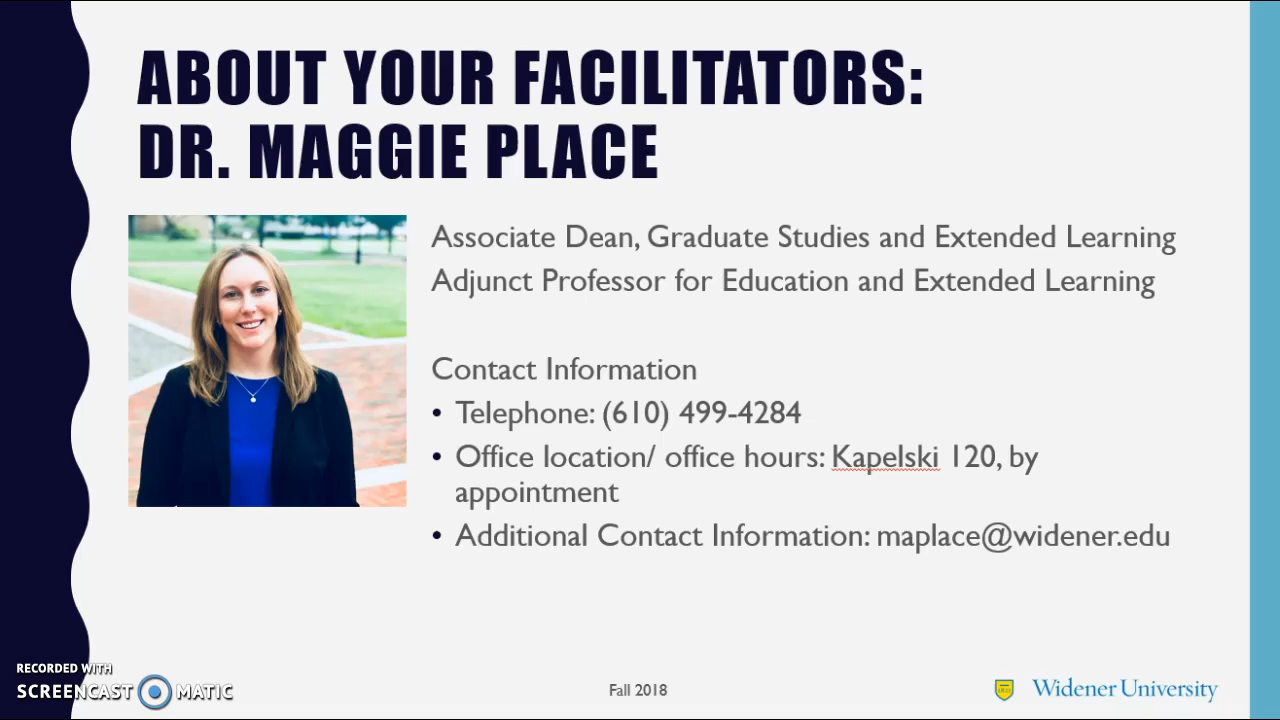 ABOUT YOUR FACILITATORS:
DR. MAGGIE PLACE
Associate Dean, Graduate Studies and Extended Learning
Adjunct Professor for Education and Extended Learning
Contact Information
• Telephone: (610) 499-4284
• Office location/ office hours: Kapelski 120, by
appointment
• Additional Contact Information: maplace@widener.edu
RECORDED WITH
SCREENCAST MATIC
Fall 2018
Widener University